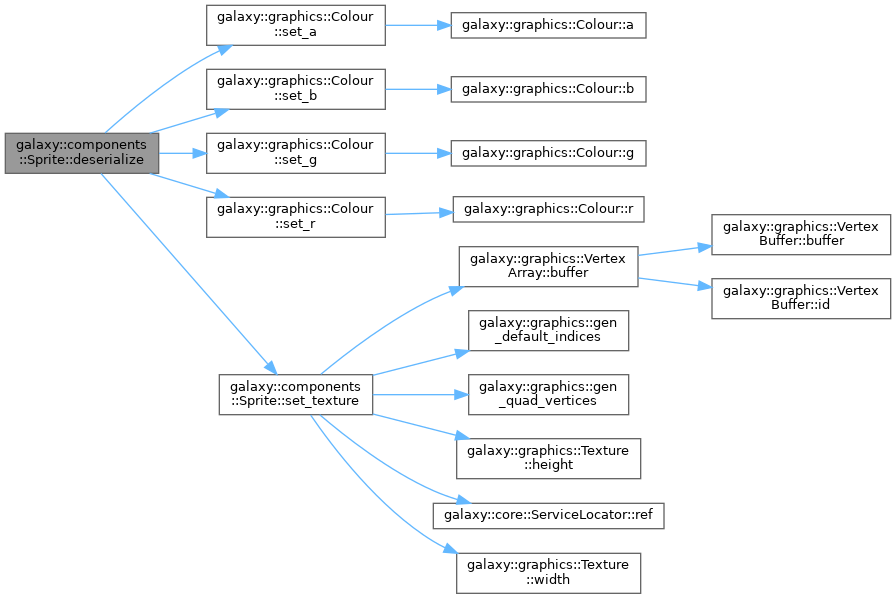 galaxy::components
::Sprite::deserialize
galaxy::graphics::Colour
::set_a
galaxy::graphics::Colour::a
galaxy::graphics::Colour
::set_b
galaxy::graphics::Colour::b
galaxy::graphics::Colour
::set_g
galaxy::graphics::Colour::g
galaxy::graphics::Colour
::set_r
galaxy::graphics::Colour::r
galaxy::components
::Sprite::set_texture
galaxy::graphics::Vertex
Array::buffer
galaxy::graphics::Vertex
Buffer::buffer
galaxy::graphics::Vertex
Buffer::id
galaxy::graphics::gen
_default_indices
galaxy::graphics::gen
_quad_vertices
galaxy::graphics::Texture
::height
galaxy::core::ServiceLocator::ref
galaxy::graphics::Texture
::width